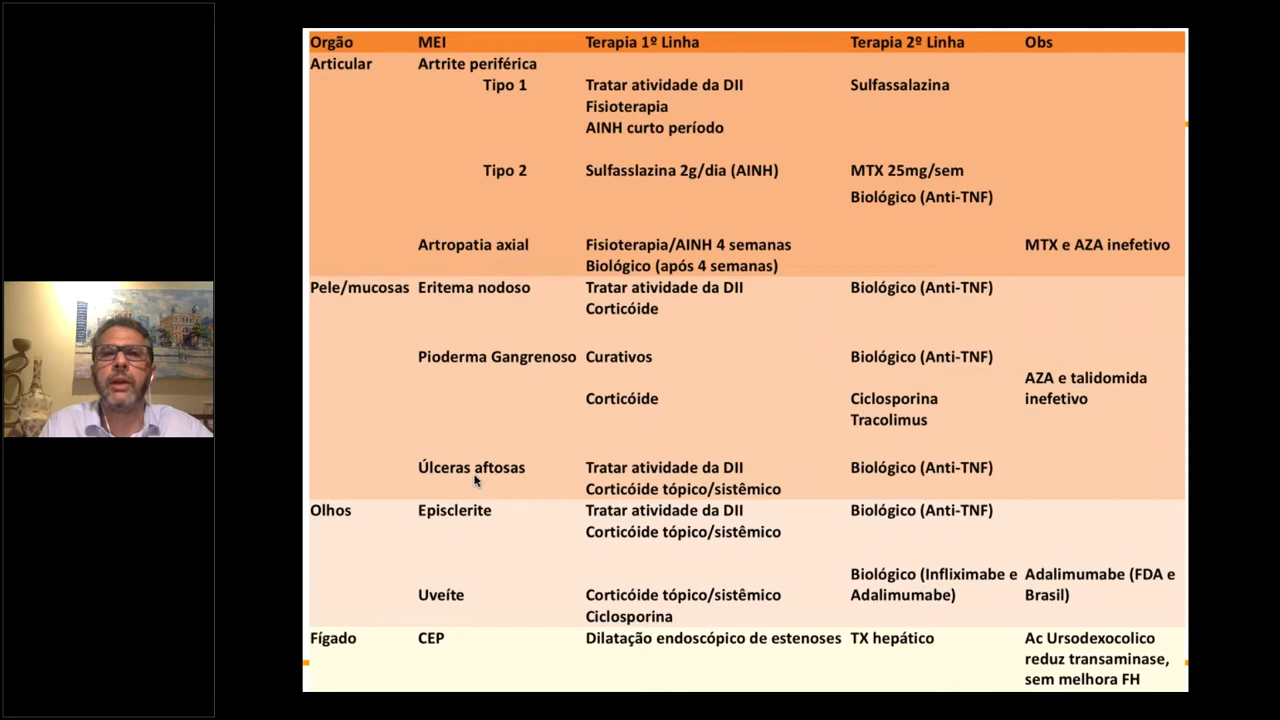 Orgão MEI Terapia 1º Linha Terapia 2º Linha Obs
Articular Artrite periférica
Tipo 1 Tratar atividade da DII Sulfassalazina
Fisioterapia
AINH curto período
Tipo 2 Sulfasslazina 2g/dia (AINH) MTX 25mg/sem
Biológico (Anti-TNF)
Artropatia axial Fisioterapia/AINH 4 semanas MTX e AZA inefetivo
Biológico (após 4 semanas)
Pele/mucosas Eritema nodoso Tratar atividade da DII Biológico (Anti-TNF)
Corticóide
Pioderma Gangrenoso Curativos Biológico (Anti-TNF)
AZA e talidomida
Corticóide Ciclosporina inefetivo
Tracolimus
Úlceras aftosas Tratar atividade da DII Biológico (Anti-TNF)
Corticóide tópico/sistêmico
Olhos Episclerite Tratar atividade da DII Biológico (Anti-TNF)
Corticóide tópico/sistêmico
Biológico (Infliximabe e Adalimumabe (FDA e
Uveíte Corticóide tópico/sistêmico Adalimumabe) Brasil)
Ciclosporina
Fígado CEP Dilatação endoscópico de estenoses TX hepático Ac Ursodexocolico
reduz transaminase,
sem melhora FH